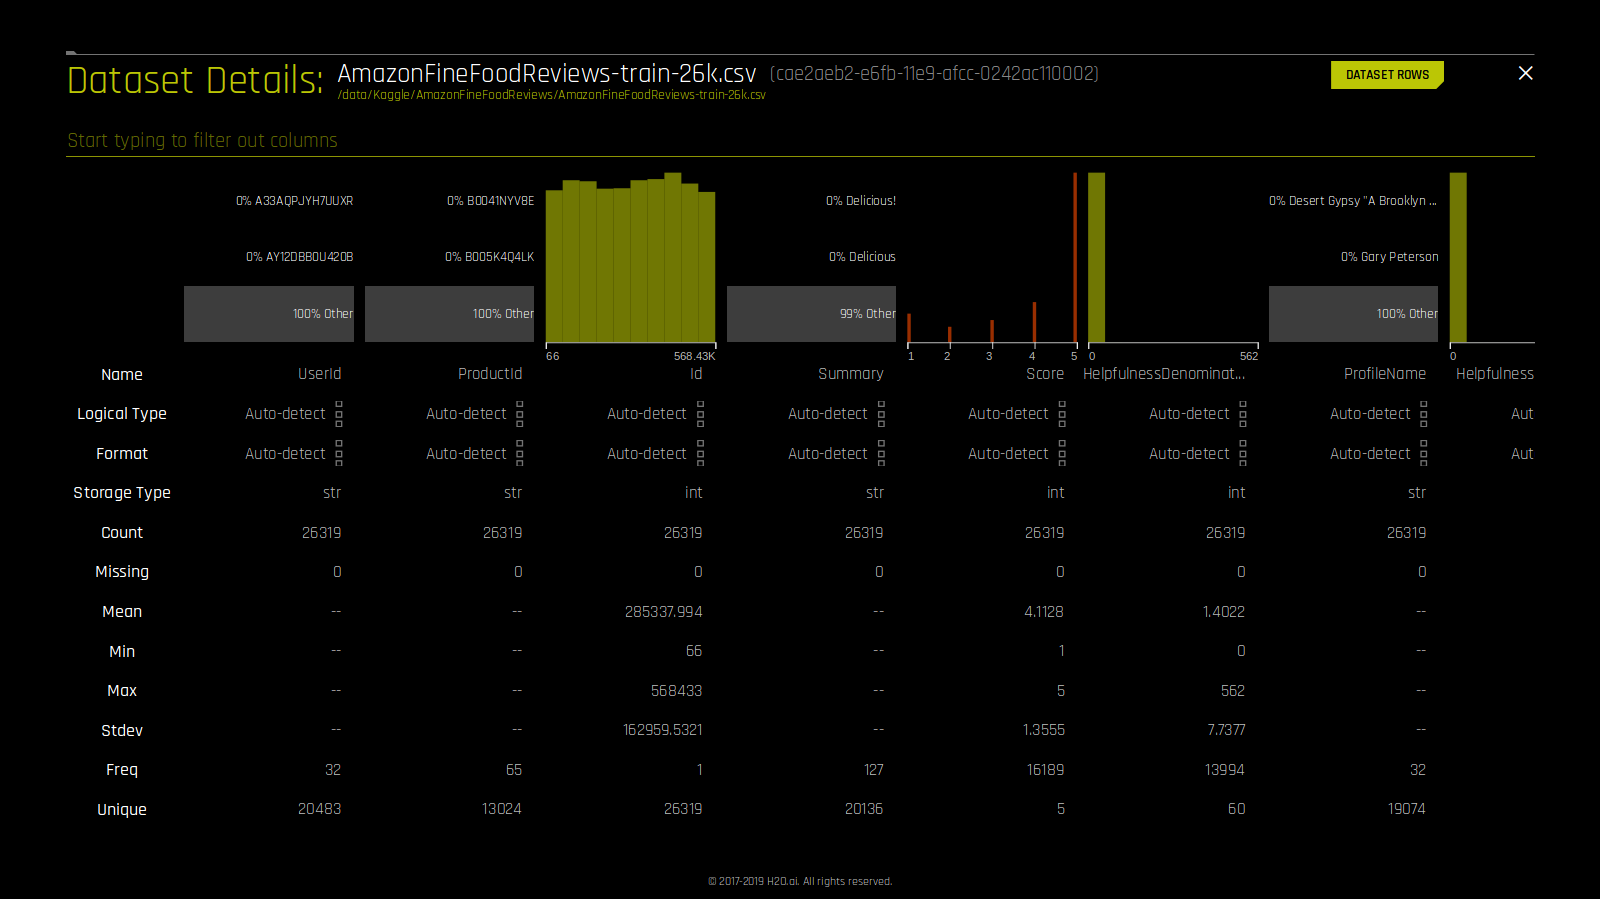 Dataset Details: AmazonFineFoodReviews-train-26k.csv (cae2aeb2-e6fb-11e9-afcc-0242ac110002) DATASET ROWS
/data/Kaggle/AmazonFineFoodReviews/AmazonFineFoodReviews-train-26k.csv
Start typing to filter out columns
0% A33AQPJYH7UUXR 0% B0041NYV8E 0% Delicious! 0% Desert Gypsy "A Brooklyn ...
0% AY12DBB0U420B 0% B005K4Q4LK 0% Delicious 0% Gary Peterson
100% Other 100% Other 99% Other 100% Other
66 568.43K 1 2 3 4 5 0 562 0
Name UserId ProductId Id Summary Score HelpfulnessDenominat... ProfileName Helpfulness
Logical Type Auto-detect Auto-detect Auto-detect Auto-detect Auto-detect Auto-detect Auto-detect Aut
Format Auto-detect Auto-detect Auto-detect Auto-detect Auto-detect Auto-detect Auto-detect Aut
Storage Type str str int str int int str
Count 26319 26319 26319 26319 26319 26319 26319
Missing 0 0 0 0 0 0 0
Mean -- -- 285337.994 -- 4.1128 1.4022 --
Min -- -- 66 -- 1 0 --
Max -- -- 568433 -- 5 562 --
Stdev -- -- 162959.5321 -- 1.3555 7.7377 --
Freq 32 65 1 127 16189 13994 32
Unique 20483 13024 26319 20136 5 60 19074
© 2017-2019 H2O.ai. All rights reserved.